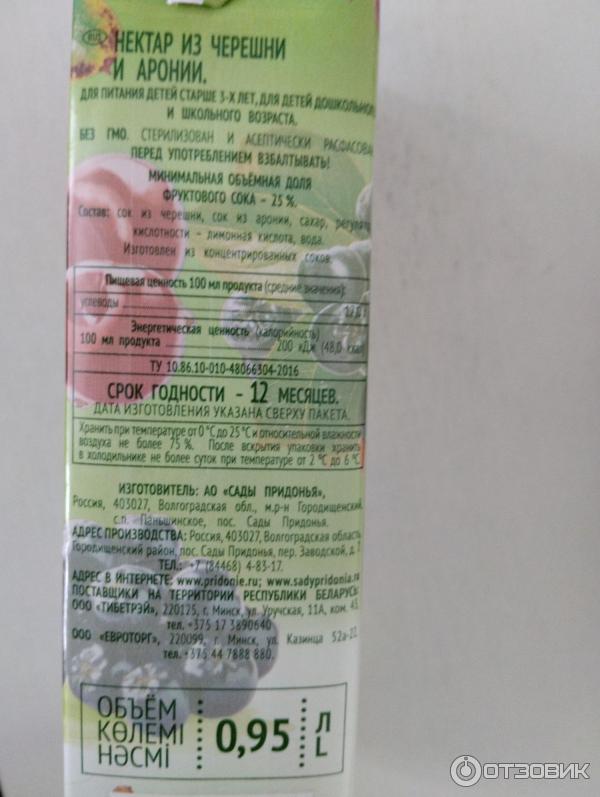 RUS НЕКТАР ИЗ ЧЕРЕШНИ
И АРОНИИ.
ДЛЯ ПИТАНИЯ ДЕТЕЙ СТАРШЕ 3-Х ЛЕТ, ДЛЯ ДЕТЕЙ ДОШКОЛЬНОГО
И ШКОЛЬНОГО ВОЗРАСТА.
БЕЗ ГМО. СТЕРИЛИЗОВАН И АСЕПТИЧЕСКИ РАСФАСОВАН
ПЕРЕД УПОТРЕБЛЕНИЕМ ВЗБАЛТЫВАТЬ!
МИНИМАЛЬНАЯ ОБЪЁМНАЯ ДОЛЯ
ФРУКТОВОГО СОКА – 25 %.
Состав: сок из черешни, сок из аронии, сахар, регулятор
кислотности – лимонная кислота, вода.
Изготовлен из концентрированных соков
Пищевая ценность 100 мл продукта (средние значения):
углеводы
Энергетическая ценность (калорийность)
100 мл продукта 200 кДж (48,0 ккал)
ТУ 10.86.10-010-48066304-2016
СРОК ГОДНОСТИ - 12 МЕСЯЦЕВ.
ДАТА ИЗГОТОВЛЕНИЯ УКАЗАНА СВЕРХУ ПАКЕТА.
Хранить при температуре от 0 °С до 25 °С и относительной влажности
воздуха не более 75 %. После вскрытия упаковки хранить
в холодильнике не более суток при температуре от 2 °С до 6 °С
ИЗГОТОВИТЕЛЬ: АО «САДЫ ПРИДОНЬЯ»,
Россия, 403027, Волгоградская обл., м.р-н Городищенский,
с.п. Паньшинское, пос. Сады Придонья.
АДРЕС ПРОИЗВОДСТВА: Россия, 403027, Волгоградская область,
Городищенский район, пос. Сады Придонья, пер. Заводской, д.
ТЕЛ.: +7 (84468) 4-83-17.
АДРЕС В ИНТЕРНЕТЕ: www.pridonie.ru; www.sadypridonia.ru
ПОСТАВЩИКИ НА ТЕРРИТОРИИ РЕСПУБЛИКИ БЕЛАРУСЬ:
ООО «ТИБЕТРЭЙ», 220125, г. Минск, ул. Уручская, 11А, ком. 43,
тел. +375 17 3890640
ООО «ЕВРОТОРГ», 220099, г. Минск, ул. Казинца 52а-22,
тел. +375 44 7888 880.
ОБЪЁМ
КӨЛЕМІ
HƏCMİ
0,95
Л
L
ОТЗОВИК